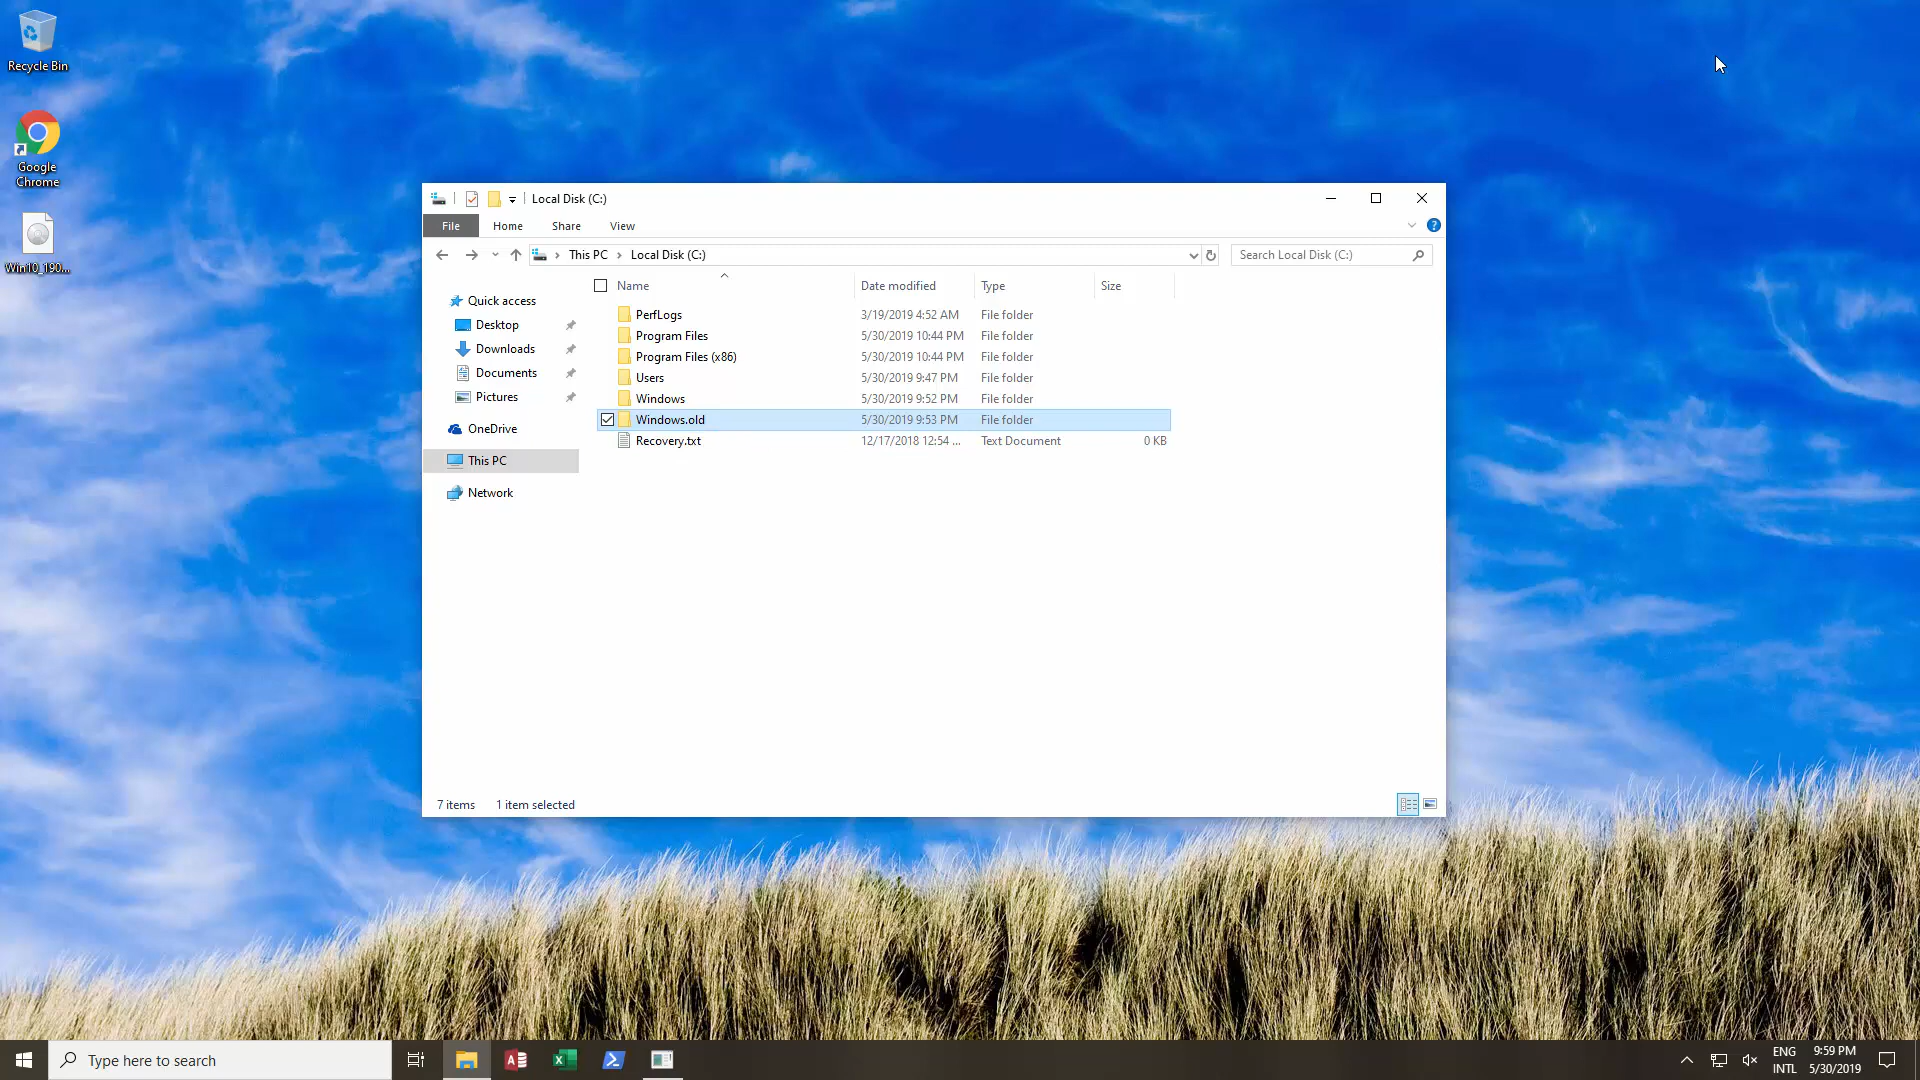 Recycle Bin
Google
Chrome
Win10_190...
Local Disk (C:)
File Home Share View
This PC Local Disk (C:)
Search Local Disk (C:)
Name Date modified Type Size
Quick access
Desktop
Downloads
Documents
Pictures
OneDrive
This PC
Network
PerfLogs 3/19/2019 4:52 AM File folder
Program Files 5/30/2019 10:44 PM File folder
Program Files (x86) 5/30/2019 10:44 PM File folder
Users 5/30/2019 9:47 PM File folder
Windows 5/30/2019 9:52 PM File folder
Windows.old 5/30/2019 9:53 PM File folder
Recovery.txt 12/17/2018 12:54 ... Text Document 0 KB
7 items 1 item selected
Type here to search
ENG
INTL
9:59 PM
5/30/2019